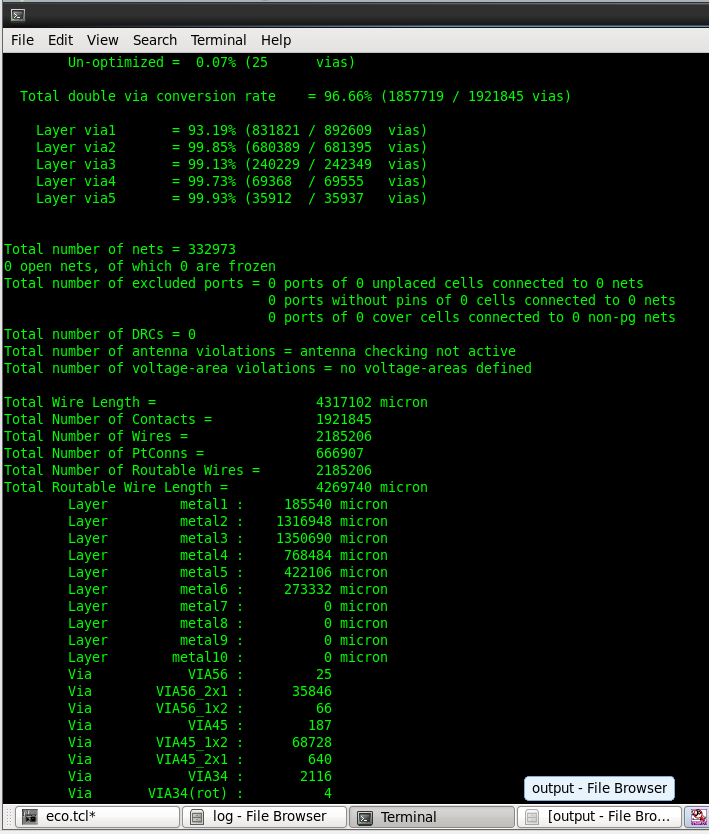 File Edit View Search Terminal Help
Un-optimized = 0.07% (25 vias)
Total double via conversion rate = 96.66% (1857719 / 1921845 vias)
Layer via1 = 93.19% (831821 / 892609 vias)
Layer via2 = 99.85% (680389 / 681395 vias)
Layer via3 = 99.13% (240229 / 242349 vias)
Layer via4 = 99.73% (69368 / 69555 vias)
Layer via5 = 99.93% (35912 / 35937 vias)
Total number of nets = 332973
0 open nets, of which 0 are frozen
Total number of excluded ports = 0 ports of 0 unplaced cells connected to 0 nets
0 ports without pins of 0 cells connected to 0 nets
0 ports of 0 cover cells connected to 0 non-pg nets
Total number of DRCs = 0
Total number of antenna violations = antenna checking not active
Total number of voltage-area violations = no voltage-areas defined
Total Wire Length = 4317102 micron
Total Number of Contacts = 1921845
Total Number of Wires = 2185206
Total Number of PtConns = 666907
Total Number of Routable Wires = 2185206
Total Routable Wire Length = 4269740 micron
Layer metal1 : 185540 micron
Layer metal2 : 1316948 micron
Layer metal3 : 1350690 micron
Layer metal4 : 768484 micron
Layer metal5 : 422106 micron
Layer metal6 : 273332 micron
Layer metal7 : 0 micron
Layer metal8 : 0 micron
Layer metal9 : 0 micron
Layer metal10 : 0 micron
Via VIA56 : 25
Via VIA56_2x1 : 35846
Via VIA56_1x2 : 66
Via VIA45 : 187
Via VIA45_1x2 : 68728
Via VIA45_2x1 : 640
Via VIA34 : 2116
Via VIA34(rot) : 4
output - File Browser
eco.tcl* log - File Browser Terminal [output - File Bro...